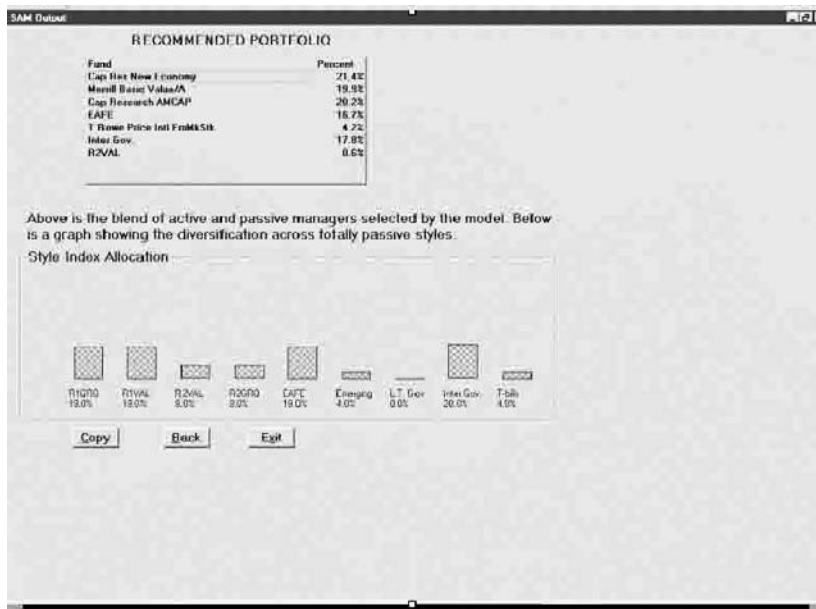 SAM Output
RECOMMENDED PORTFOLIO
Fund Percent
Cap Res New Economy 21.4%
Merrill Basic Value/A 19.9%
Cap Research AMCAP 20.2%
EAFE 16.7%
T Rowe Price Intl EmMkStk 4.2%
Inter.Gov. 17.8%
R2VAL 0.6%
Above is the blend of active and passive managers selected by the model. Below
is a graph showing the diversification across totally passive styles.
Style Index Allocation
R1GRO R1VAL R2VAL R2GRO EAFE Emerging L.T. Gov Inter.Gov. T-bills
19.0% 19.0% 8.0% 8.0% 19.0% 4.0% 0.0% 20.0%
Copy Back Exit